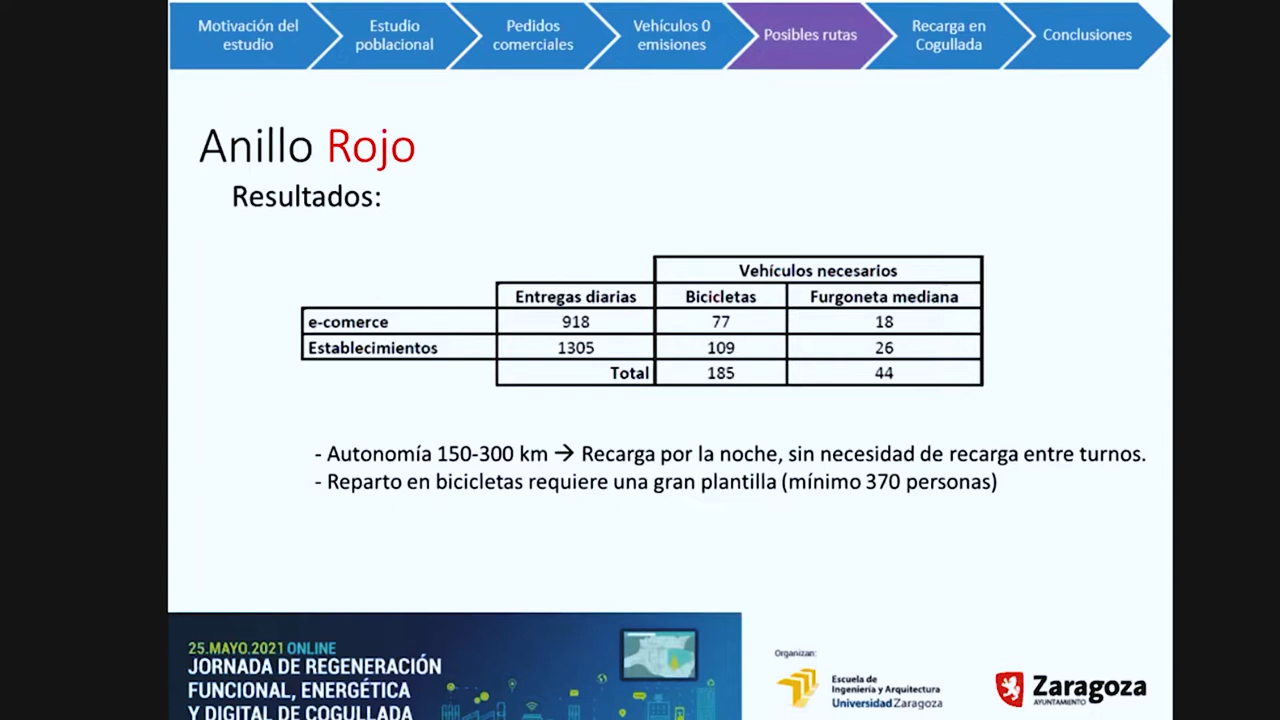 Motivación del estudio
Estudio poblacional
Pedidos comerciales
Vehículos 0 emisiones
Posibles rutas
Recarga en Cogullada
Conclusiones
Anillo Rojo
Resultados:
Vehículos necesarios
Entregas diarias Bicicletas Furgoneta mediana
e-comerce 918 77 18
Establecimientos 1305 109 26
Total 185 44
- Autonomía 150-300 km → Recarga por la noche, sin necesidad de recarga entre turnos.
- Reparto en bicicletas requiere una gran plantilla (mínimo 370 personas)
25.MAYO.2021 ONLINE
JORNADA DE REGENERACIÓN
FUNCIONAL, ENERGÉTICA
Y DIGITAL DE COGULLADA
Organizan:
Escuela de
Ingeniería y Arquitectura
Universidad Zaragoza
Zaragoza
AYUNTAMIENTO